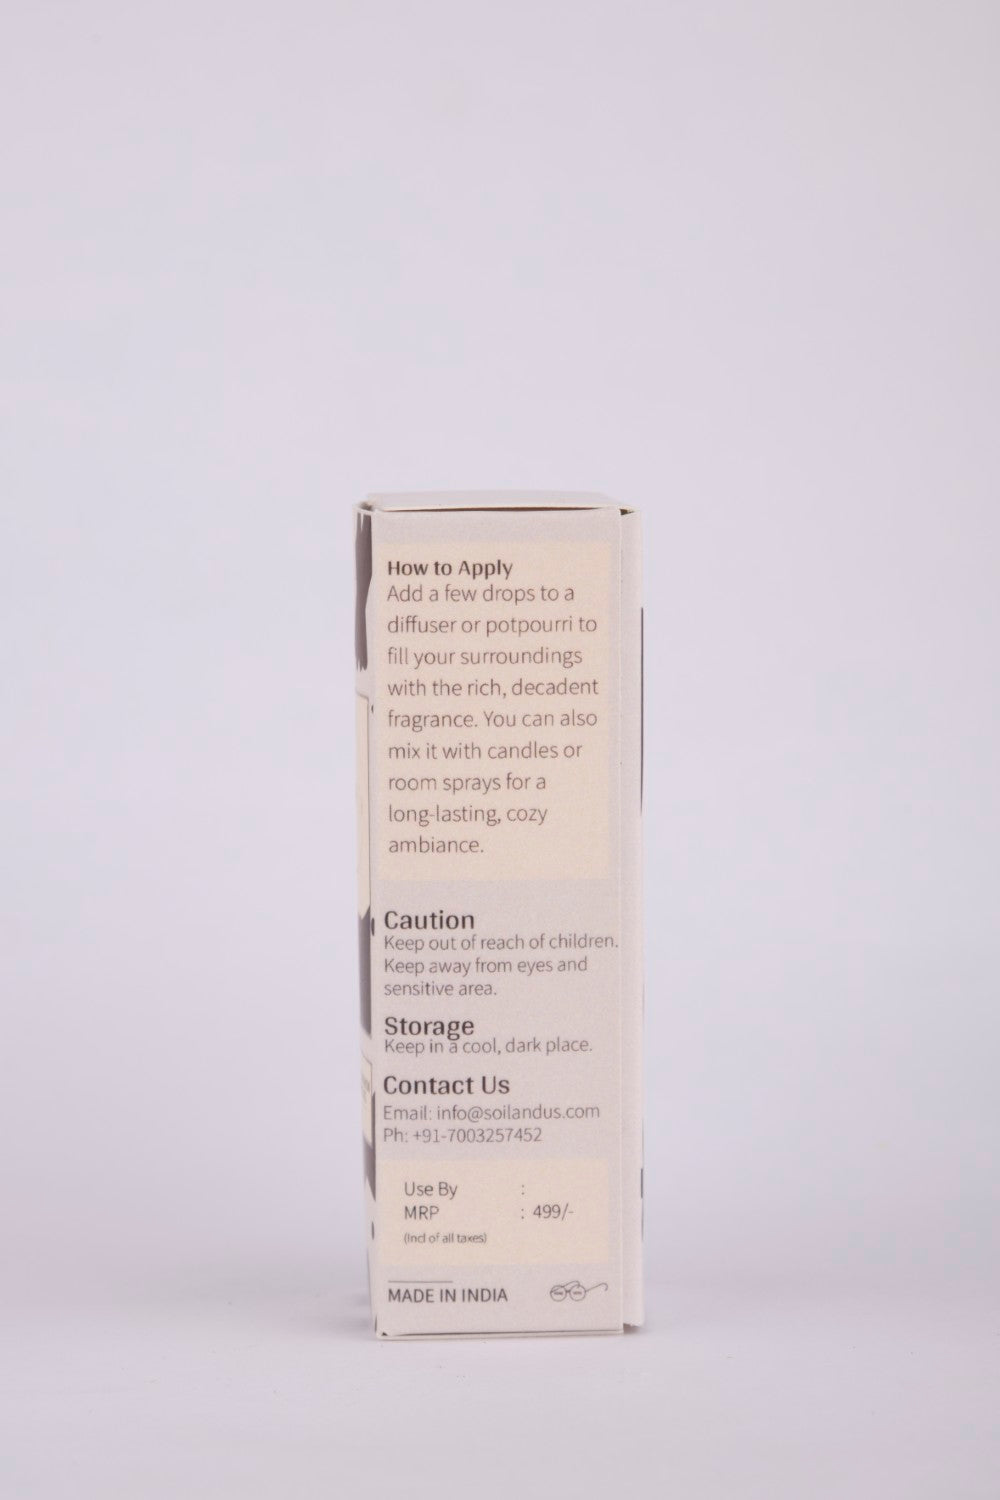 How to Apply
Add a few drops to a
diffuser or potpourri to
fill your surroundings
with the rich, decadent
fragrance. You can also
mix it with candles or
room sprays for a
long-lasting, cozy
ambiance.
Caution
Keep out of reach of children.
Keep away from eyes and
sensitive area.
Storage
Keep in a cool, dark place.
Contact Us
Email: info@soilandus.com
Ph: +91-7003257452
Use By :
MRP : 499/-
(Incl of all taxes)
MADE IN INDIA